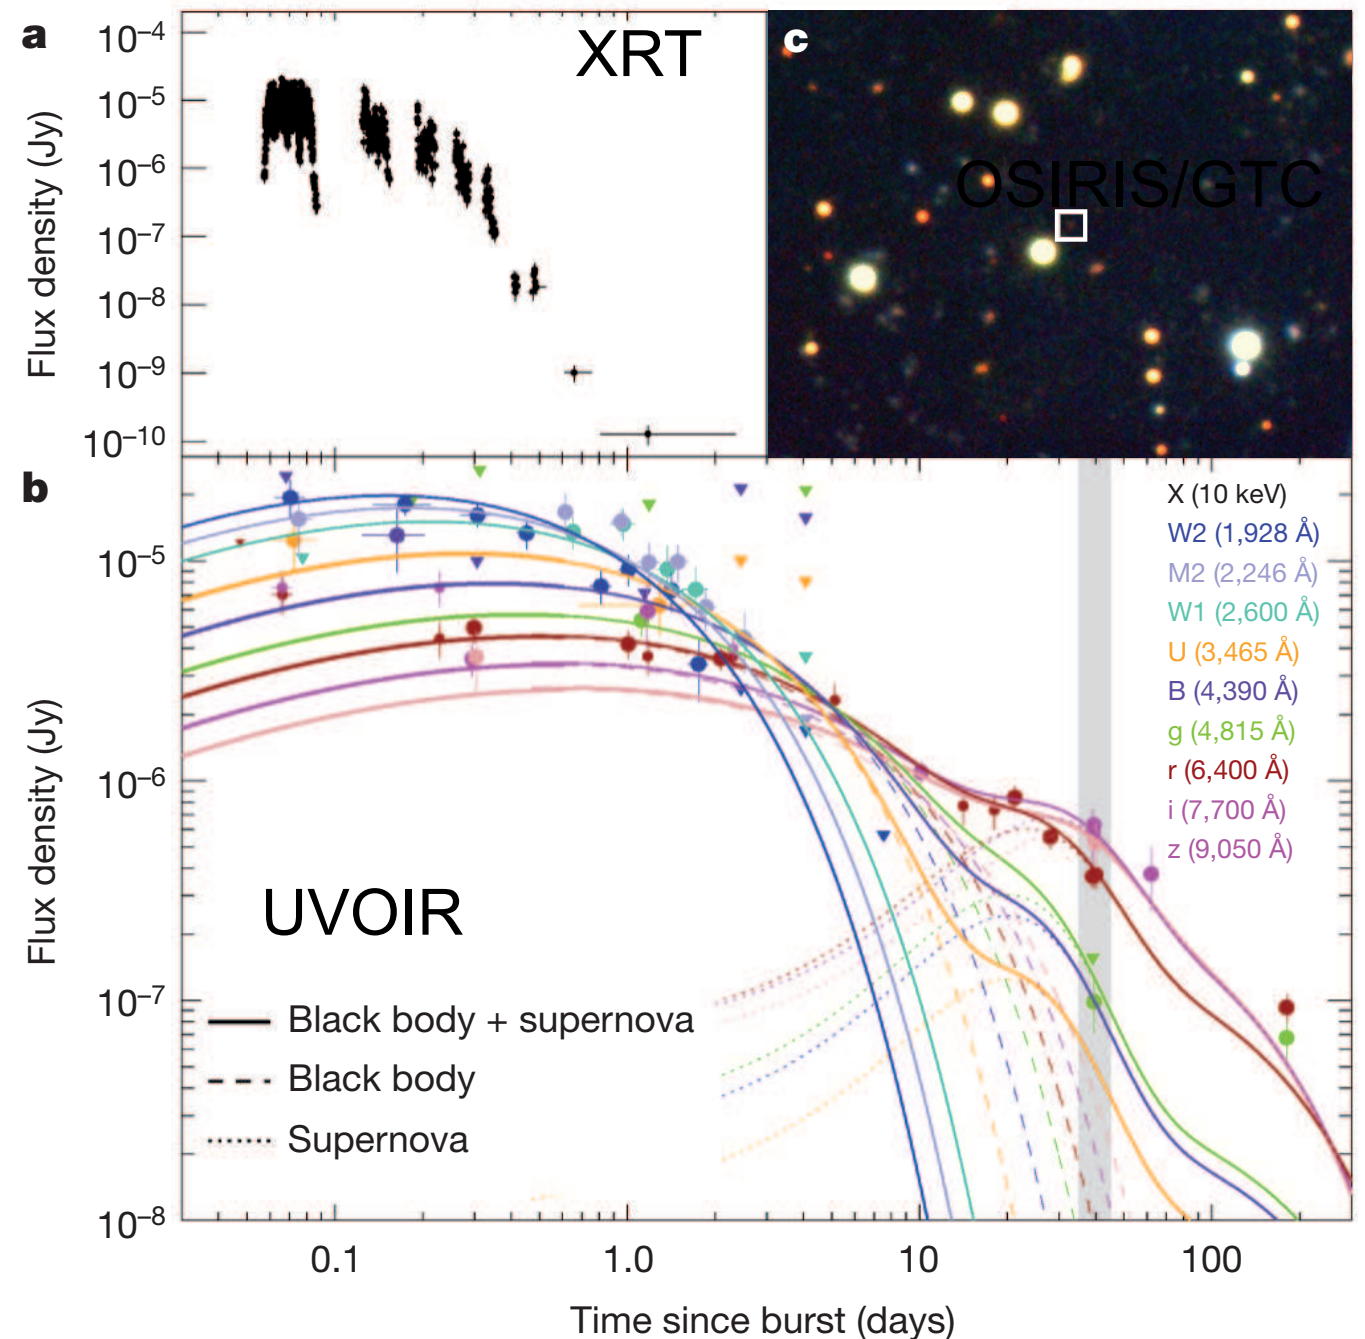 a
XRT
10⁻⁴
10⁻⁵
10⁻⁶
10⁻⁷
10⁻⁸
10⁻⁹
10⁻¹⁰
Flux density (Jy)
c
OSIRIS/GTC
b
10⁻⁵
10⁻⁶
10⁻⁷
10⁻⁸
Flux density (Jy)
X (10 keV)
W2 (1,928 Å)
M2 (2,246 Å)
W1 (2,600 Å)
U (3,465 Å)
B (4,390 Å)
g (4,815 Å)
r (6,400 Å)
i (7,700 Å)
z (9,050 Å)
UVOIR
Black body + supernova
Black body
Supernova
0.1
1.0
10
100
Time since burst (days)